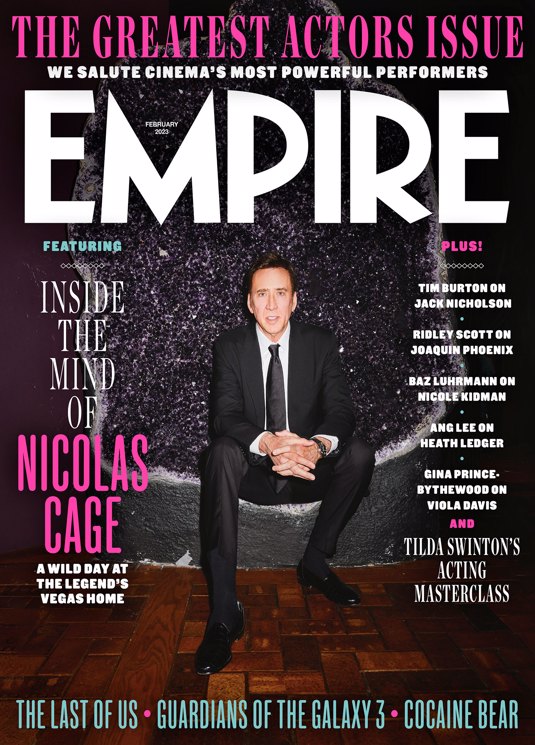 THE GREATEST ACTORS ISSUE
WE SALUTE CINEMA'S MOST POWERFUL PERFORMERS
EMPIRE
FEBRUARY
2023
FEATURING
INSIDE
THE
MIND
OF
NICOLAS
CAGE
A WILD DAY AT
THE LEGEND'S
VEGAS HOME
PLUS!
TIM BURTON ON
JACK NICHOLSON
•
RIDLEY SCOTT ON
JOAQUIN PHOENIX
•
BAZ LUHRMANN ON
NICOLE KIDMAN
•
ANG LEE ON
HEATH LEDGER
•
GINA PRINCE-
BYTHEWOOD ON
VIOLA DAVIS
AND
TILDA SWINTON'S
ACTING
MASTERCLASS
THE LAST OF US • GUARDIANS OF THE GALAXY 3 • COCAINE BEAR